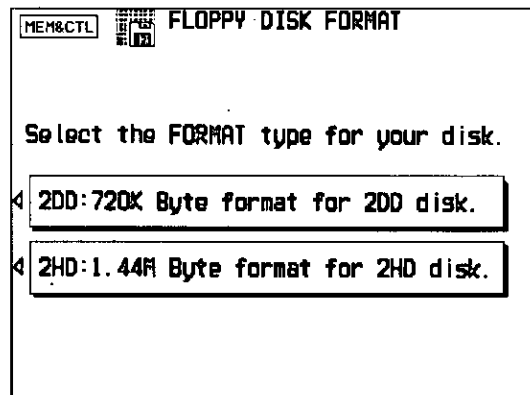 MEM&CTL FLOPPY DISK FORMAT
Select the FORMAT type for your disk.
2DD:720K Byte format for 2DD disk.
2HD:1.44M Byte format for 2HD disk.